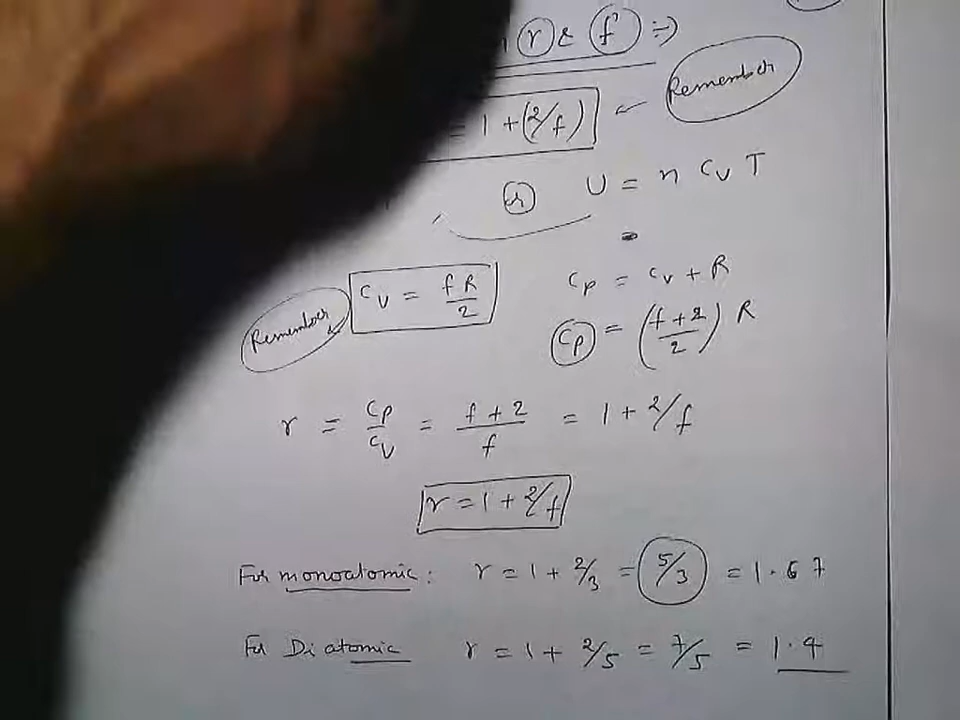 r & f ⇒
= 1 + (2/f) Remember
U = n Cv T
Cv = fR/2 Cp = Cv + R
Remember Cp = (f+2/2) R
r = Cp/Cv = f+2/f = 1 + 2/f
r = 1 + 2/f
For monoatomic: r = 1 + 2/3 = 5/3 = 1.67
For Diatomic r = 1 + 2/5 = 7/5 = 1.4